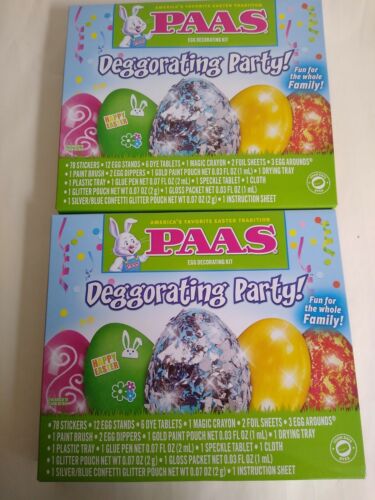 AMERICA'S FAVORITE EASTER TRADITION
PAAS
EGG DECORATING KIT
Deggorating Party!
Fun for
the whole
Family!
HAPPY
EASTER
• 78 STICKERS • 12 EGG STANDS • 6 DYE TABLETS • 1 MAGIC CRAYON • 2 FOIL SHEETS • 3 EGG AROUNDS®
• 1 PAINT BRUSH • 2 EGG DIPPERS • 1 GOLD PAINT POUCH NET 0.03 FL OZ (1 mL) • 1 DRYING TRAY
• 1 PLASTIC TRAY • 1 GLUE PEN NET 0.07 FL OZ (2 mL) • 1 SPECKLE TABLET • 1 CLOTH
• 1 GLITTER POUCH NET WT 0.07 OZ (2 g) • 1 GLOSS PACKET NET 0.03 FL OZ (1 mL)
• 1 SILVER/BLUE CONFETTI GLITTER POUCH NET WT 0.07 OZ (2 g) • 1 INSTRUCTION SHEET
AMERICA'S FAVORITE EASTER TRADITION
PAAS
EGG DECORATING KIT
Deggorating Party!
Fun for
the whole
Family!
HAPPY
EASTER
• 78 STICKERS • 12 EGG STANDS • 6 DYE TABLETS • 1 MAGIC CRAYON • 2 FOIL SHEETS • 3 EGG AROUNDS®
• 1 PAINT BRUSH • 2 EGG DIPPERS • 1 GOLD PAINT POUCH NET 0.03 FL OZ (1 mL) • 1 DRYING TRAY
• 1 PLASTIC TRAY • 1 GLUE PEN NET 0.07 FL OZ (2 mL) • 1 SPECKLE TABLET • 1 CLOTH
• 1 GLITTER POUCH NET WT 0.07 OZ (2 g) • 1 GLOSS PACKET NET 0.03 FL OZ (1 mL)
• 1 SILVER/BLUE CONFETTI GLITTER POUCH NET WT 0.07 OZ (2 g) • 1 INSTRUCTION SHEET